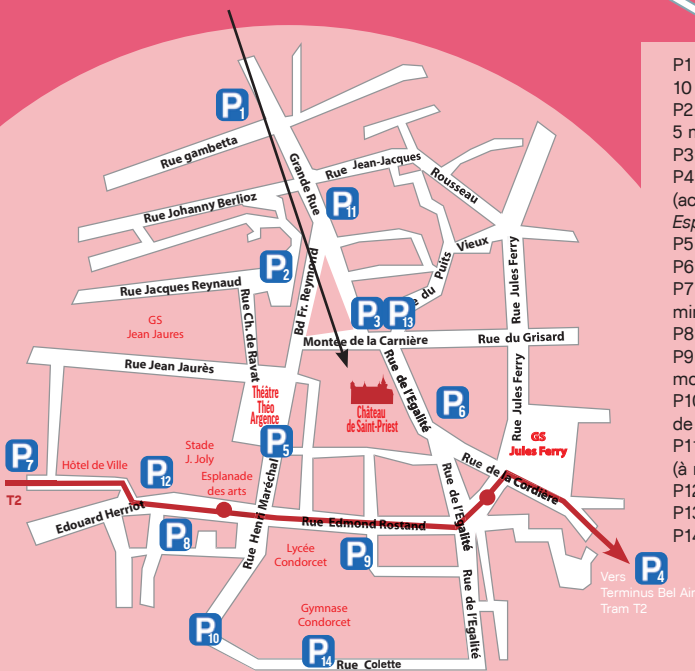 P1
Rue gambetta
Grande Rue
Rue Jean-Jacques
Rousseau
Rue Johanny Berlioz
P11
Vieux
Puits
e du
Rue Jules Ferry
P2
Bd Fr. Reymond
Rue Jacques Reynaud
Rue Ch. de Ravat
GS
Jean Jaures
P3
P13
Montée de la Carnière
Rue du Grisard
Rue Jean Jaurès
Rue de l'Egalité
Rue Jules Ferry
Théâtre
Théo
Argence
Château
de Saint-Priest
P6
GS
Jules Ferry
P5
Stade
J. Joly
P7
Hôtel de Ville
P12
Esplanade
des arts
Rue de la Cordière
T2
Edouard Herriot
Rue Henri Maréchal
Rue Edmond Rostand
Rue de l'Egalité
P8
Lycée
Condorcet
P9
P4
Vers
Terminus Bel Air
Tram T2
Rue de l'Egalité
Gymnase
Condorcet
P10
P14
Rue Colette
P1
10
P2
5 m
P3
P4
(ac
Esp
P5
P6
P7
min
P8
P9
mo
P10
de
P11
(à
P12
P13
P14